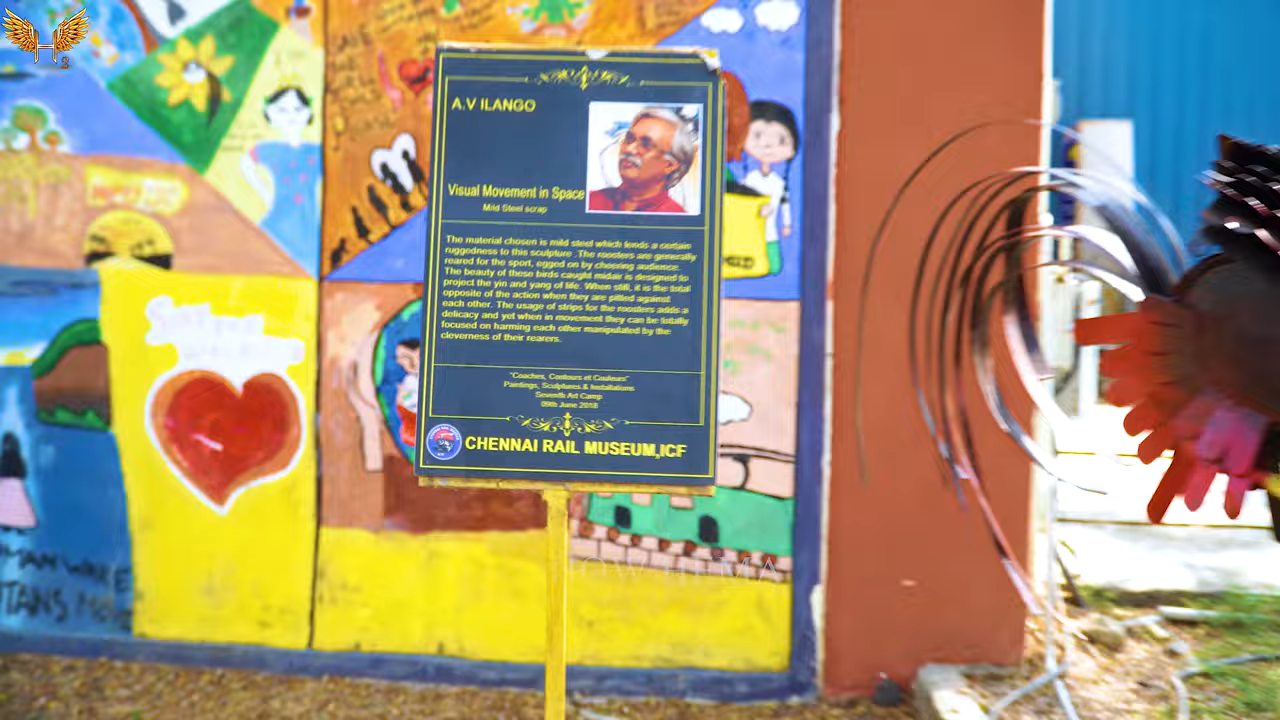 A.V ILANGO
Visual Movement in Space
Mild Steel scrap
The material chosen is mild steel which lends a certain
ruggedness to this sculpture .The roosters are generally
reared for the sport, egged on by cheering audience.
The beauty of these birds caught midair is designed to
project the yin and yang of life. When still, it is the total
opposite of the action when they are pitted against
each other. The usage of strips for the roosters adds a
delicacy and yet when in movement they can be totally
focused on harming each other manipulated by the
cleverness of their rearers.
"Coaches, Contours et Couleurs"
Paintings, Sculptures & Installations
Seventh Art Camp
09th June 2018
CHENNAI RAIL MUSEUM,ICF